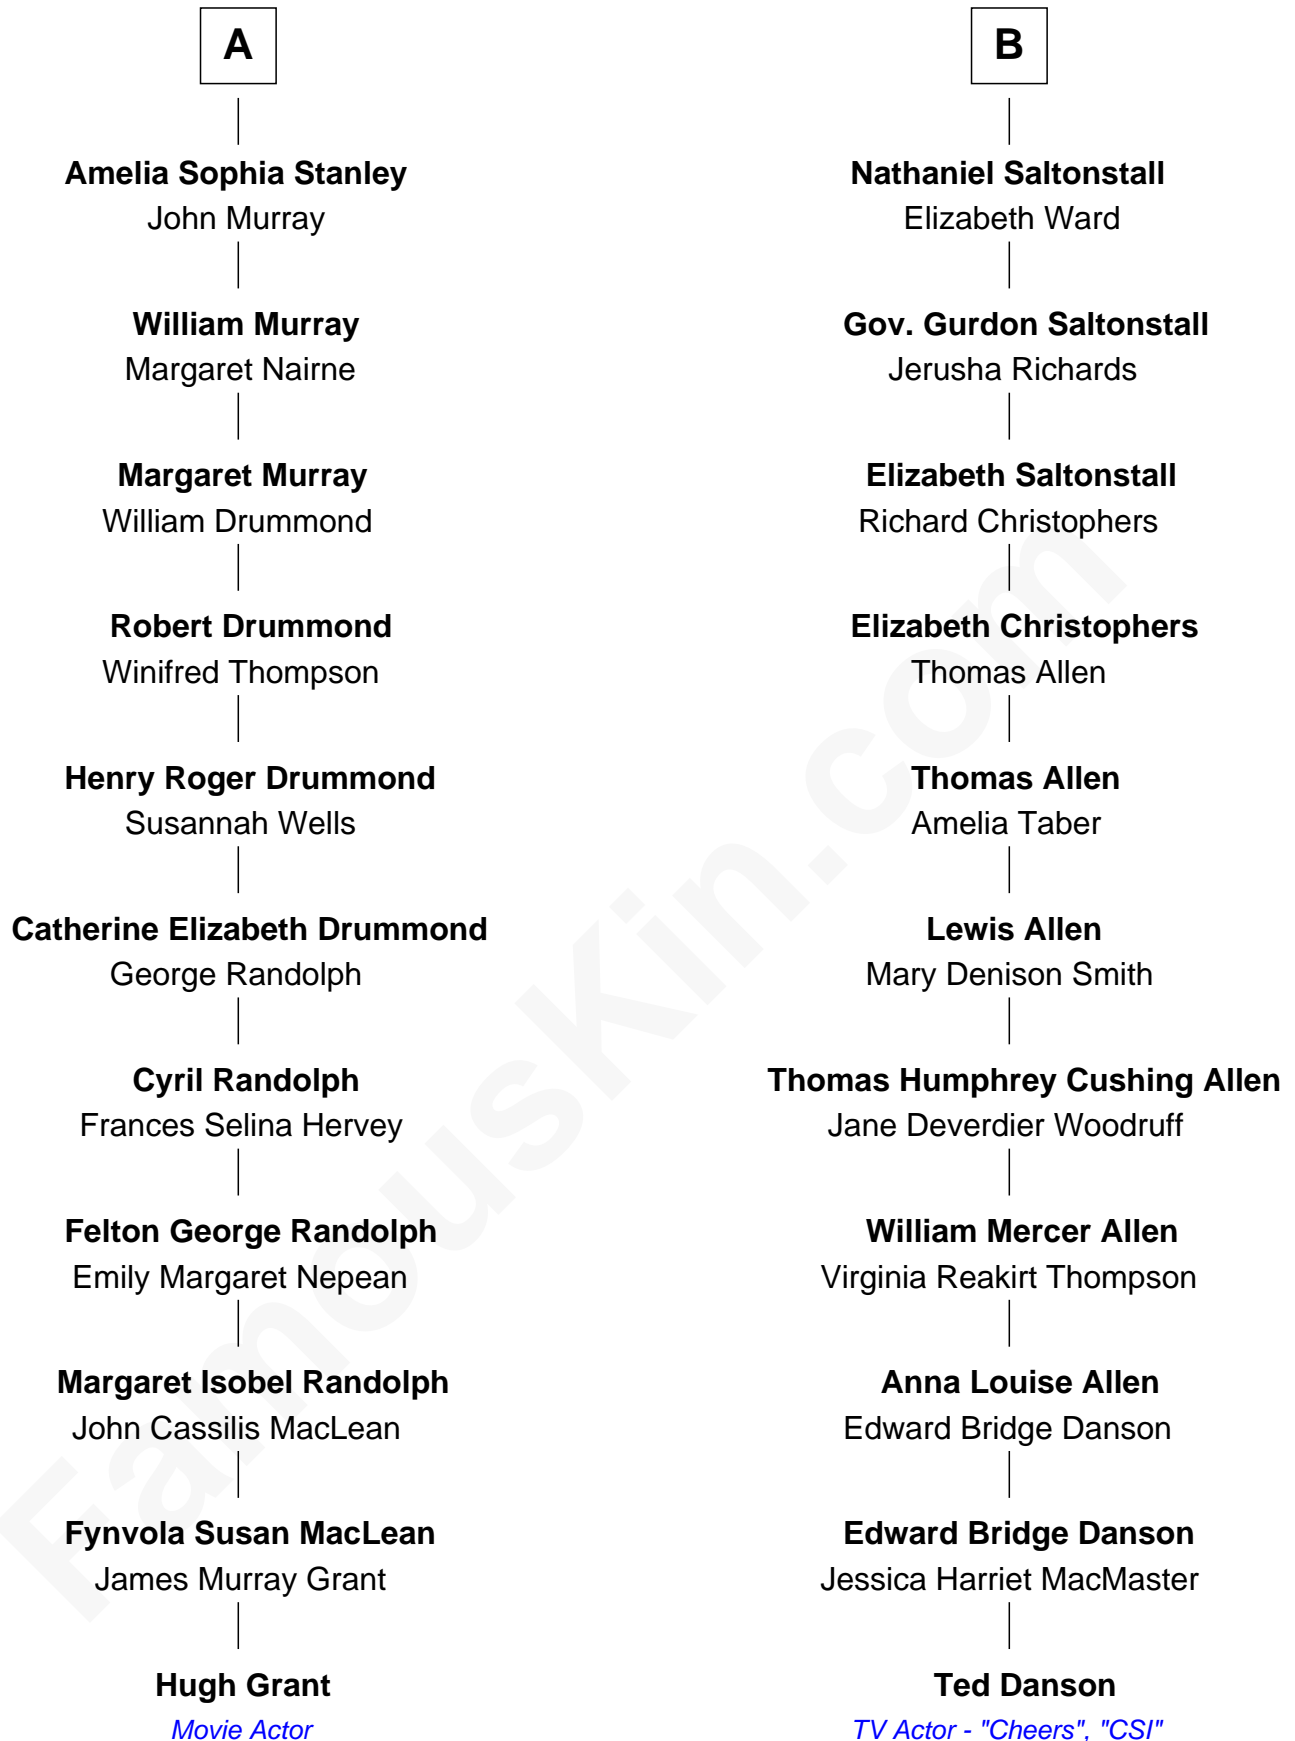 A
Amelia Sophia Stanley
John Murray
William Murray
Margaret Nairne
Margaret Murray
William Drummond
Robert Drummond
Winifred Thompson
Henry Roger Drummond
Susannah Wells
Catherine Elizabeth Drummond
George Randolph
Cyril Randolph
Frances Selina Hervey
Felton George Randolph
Emily Margaret Nepean
Margaret Isobel Randolph
John Cassilis MacLean
Fynvola Susan MacLean
James Murray Grant
Hugh Grant
Movie Actor
B
Nathaniel Saltonstall
Elizabeth Ward
Gov. Gurdon Saltonstall
Jerusha Richards
Elizabeth Saltonstall
Richard Christophers
Elizabeth Christophers
Thomas Allen
Thomas Allen
Amelia Taber
Lewis Allen
Mary Denison Smith
Thomas Humphrey Cushing Allen
Jane Deverdier Woodruff
William Mercer Allen
Virginia Reakirt Thompson
Anna Louise Allen
Edward Bridge Danson
Edward Bridge Danson
Jessica Harriet MacMaster
Ted Danson
TV Actor - "Cheers", "CSI"
FamousKin.com